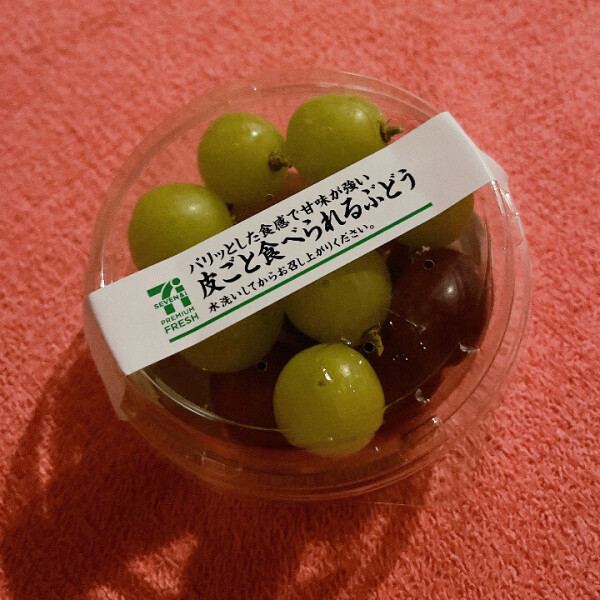 パリッとした食感で甘味が強い
皮ごと食べられるぶどう
水洗いしてからお召し上がりください。
7i
SEVEN&i
PREMIUM
FRESH